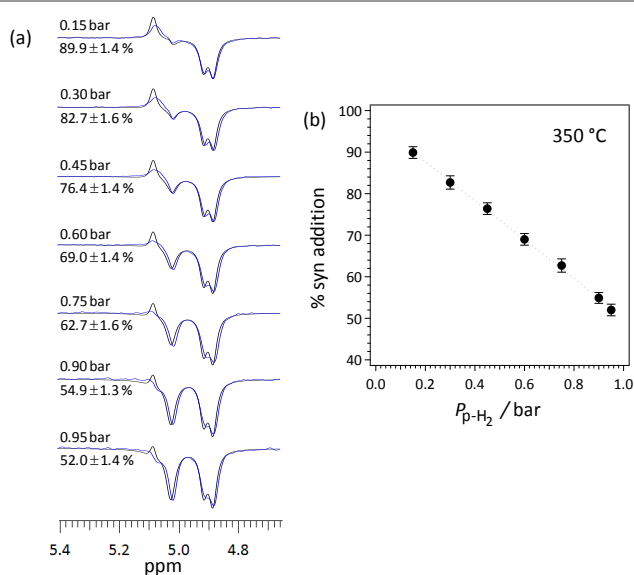 (a)
0.15 bar
89.9 ± 1.4 %
0.30 bar
82.7 ± 1.6 %
0.45 bar
76.4 ± 1.4 %
0.60 bar
69.0 ± 1.4 %
0.75 bar
62.7 ± 1.6 %
0.90 bar
54.9 ± 1.3 %
0.95 bar
52.0 ± 1.4 %
5.4 5.2 5.0 4.8
ppm
(b)
350 °C
% syn addition
100
90
80
70
60
50
40
0.0 0.2 0.4 0.6 0.8 1.0
P p-H2 / bar